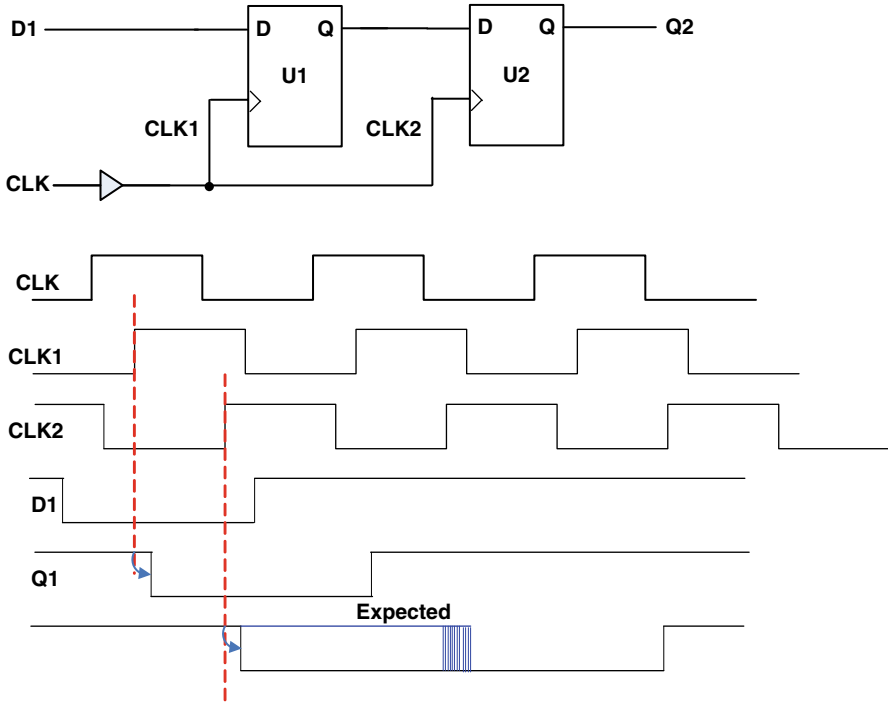 D1
D Q
U1
D Q
U2
Q2
CLK1
CLK2
CLK
CLK
CLK1
CLK2
D1
Q1
Expected